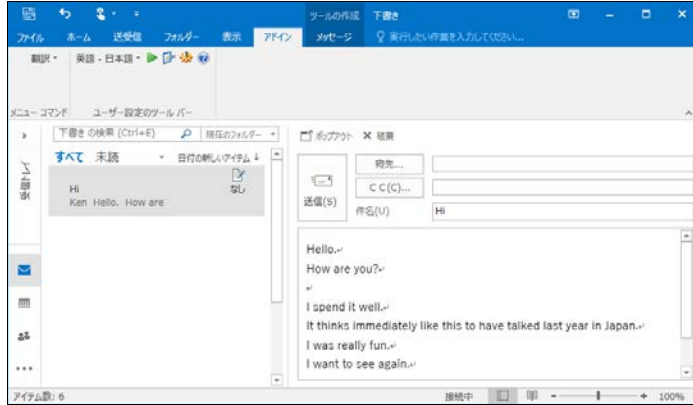 ツールの作成 下書き
ファイル ホーム 送受信 フォルダー 表示 アドイン メッセージ 実行したい作業を入力してください...
翻訳 英語 - 日本語
メニュー コマンド ユーザー設定のツール バー
下書き の検索 (Ctrl+E) 現在のフォルダー
ポップアウト 破棄
すべて 未読 日付の新しいアイテム ↓
なし
Hi
Ken Hello. How are
宛先...
C C(C)...
送信(S)
件名(U) Hi
Hello.
How are you?
I spend it well.
It thinks immediately like this to have talked last year in Japan.
I was really fun.
I want to see again.
アイテム数: 6 接続中 100%